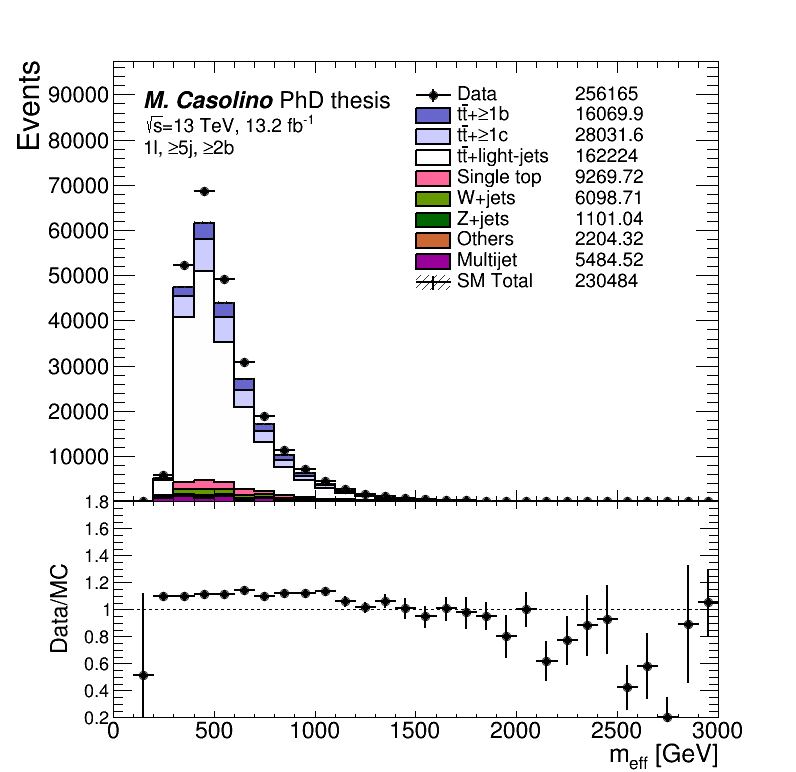 Events
90000
80000
70000
60000
50000
40000
30000
20000
10000
M. Casolino PhD thesis
√s=13 TeV, 13.2 fb⁻¹
1l, ≥5j, ≥2b
Data 256165
tt̄+≥1b 16069.9
tt̄+≥1c 28031.6
tt̄+light-jets 162224
Single top 9269.72
W+jets 6098.71
Z+jets 1101.04
Others 2204.32
Multijet 5484.52
SM Total 230484
Data/MC
1.8
1.6
1.4
1.2
1
0.8
0.6
0.4
0.2
0 500 1000 1500 2000 2500 3000
m_eff [GeV]